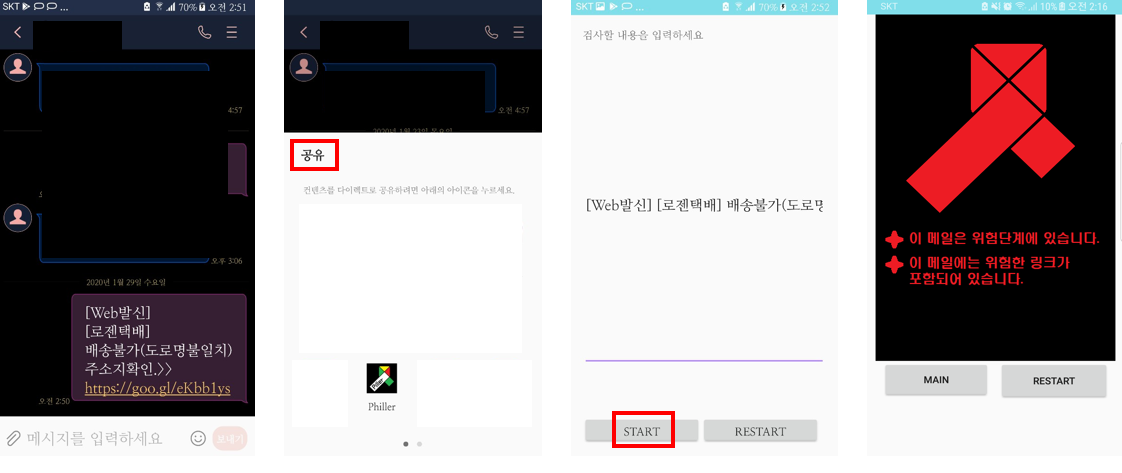 SKT ... 70% 오전 2:51
4:57
오후 3:06
2020년 1월 29일 수요일
[Web발신]
[로젠택배]
배송불가(도로명불일치)
주소지확인.>>
https://goo.gl/eKbb1ys
오전 2:50
메시지를 입력하세요
보내기
오전 4:57
2020년 1월 23일 목요일
공유
컨텐츠를 다이렉트로 공유하려면 아래의 아이콘을 누르세요.
Philler
SKT ... 70% 오전 2:52
검사할 내용을 입력하세요
[Web발신] [로젠택배] 배송불가(도로명
START
RESTART
SKT 10% 오전 2:16
이 메일은 위험단계에 있습니다.
이 메일에는 위험한 링크가
포함되어 있습니다.
MAIN
RESTART